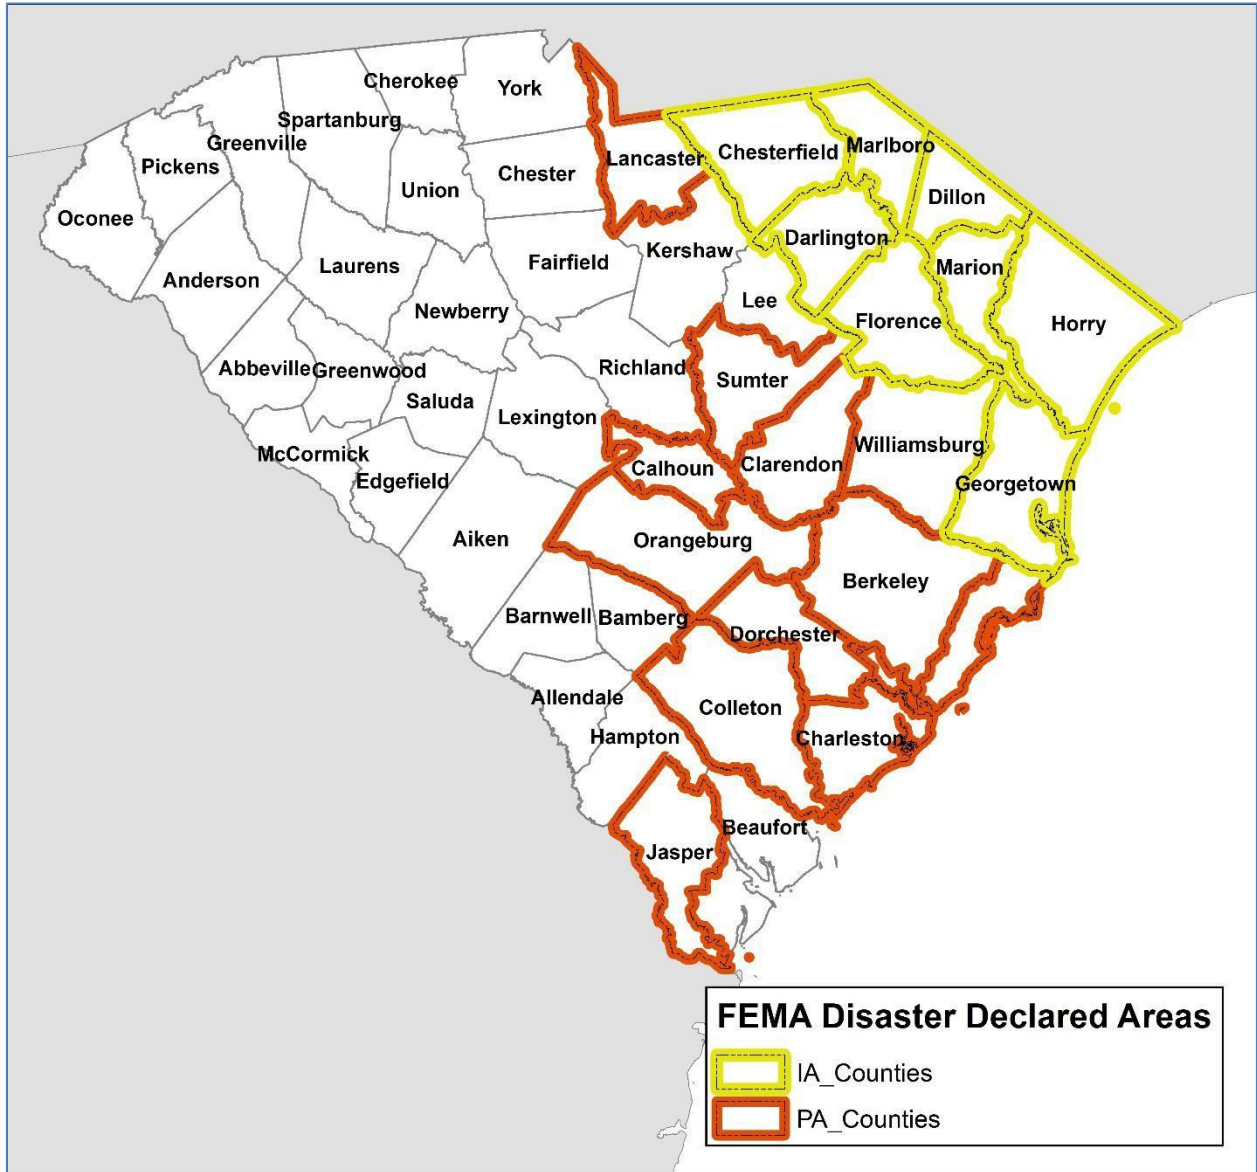 Cherokee
York
Spartanburg
Greenville
Pickens
Oconee
Union
Chester
Lancaster
Chesterfield
Marlboro
Dillon
Anderson
Laurens
Fairfield
Kershaw
Darlington
Marion
Newberry
Lee
Florence
Horry
Abbeville
Greenwood
Saluda
Richland
Sumter
Lexington
McCormick
Edgefield
Calhoun
Clarendon
Williamsburg
Georgetown
Aiken
Orangeburg
Berkeley
Barnwell
Bamberg
Dorchester
Allendale
Colleton
Hampton
Charleston
Beaufort
Jasper
FEMA Disaster Declared Areas
IA_Counties
PA_Counties